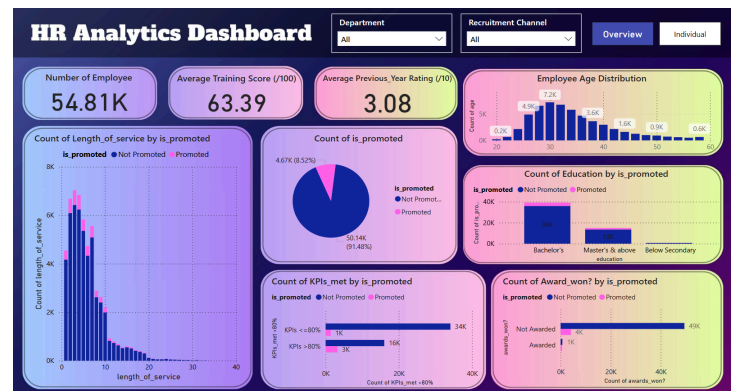 HR Analytics Dashboard
Department
All
Recruitment Channel
All
Overview
Individual
Number of Employee
54.81K
Average Training Score (/100)
63.39
Average Previous_Year Rating (/10)
3.08
Employee Age Distribution
Count of age
5K
0K
0.2K
4.9K
7.2K
3.6K
1.6K
0.9K
0.6K
20
30
40
50
60
Count of Length_of_service by is_promoted
is_promoted Not Promoted Promoted
Count of length_of_service
8K
6K
4K
2K
0K
0
10
20
30
40
length_of_service
Count of is_promoted
4.67K (8.52%)
50.14K
(91.48%)
is_promoted
Not Promot...
Promoted
Count of Education by is_promoted
is_promoted Not Promoted Promoted
Count of is_pro...
40K
20K
0K
Bachelor's
Master's & above
Below Secondary
education
Count of KPIs_met by is_promoted
is_promoted Not Promoted Promoted
KPIs_met >80%
KPIs <=80%
34K
1K
KPIs >80%
16K
3K
0K
20K
40K
Count of KPIs_met >80%
Count of Award_won? by is_promoted
is_promoted Not Promoted Promoted
awards_won?
Not Awarded
49K
4K
Awarded
1K
0K
20K
40K
Count of awards_won?